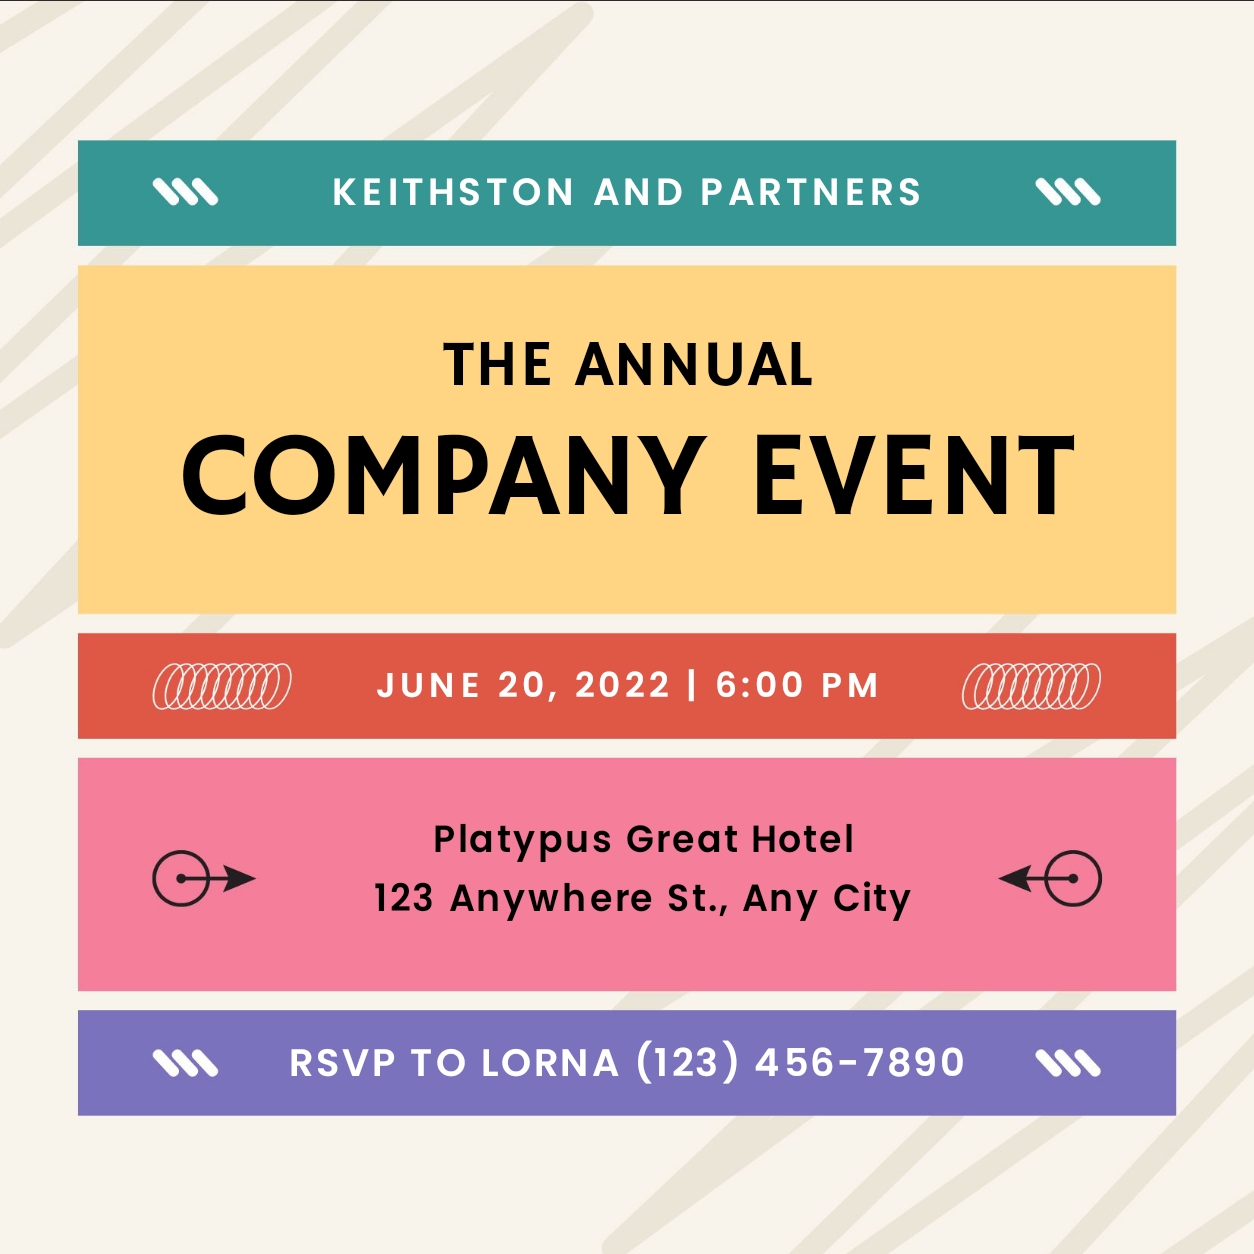 KEITHSTON AND PARTNERS
THE ANNUAL
COMPANY EVENT
JUNE 20, 2022 | 6:00 PM
Platypus Great Hotel
123 Anywhere St., Any City
RSVP TO LORNA (123) 456-7890